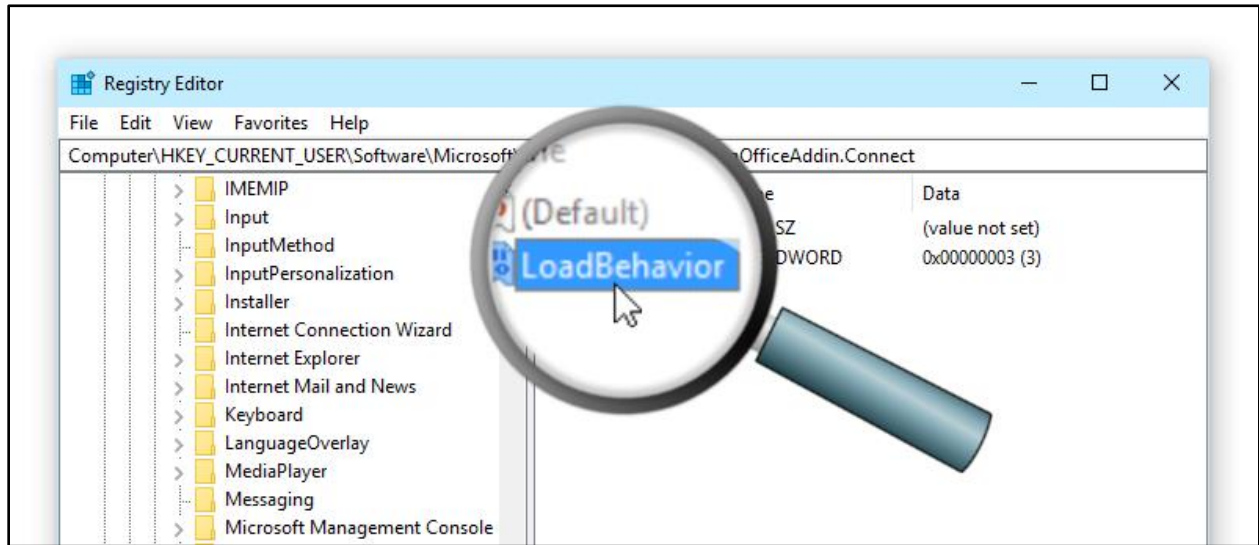 Registry Editor
File Edit View Favorites Help
Computer\HKEY_CURRENT_USER\Software\Microsoft\ OfficeAddin.Connect
IMEMIP
Input
InputMethod
InputPersonalization
Installer
Internet Connection Wizard
Internet Explorer
Internet Mail and News
Keyboard
LanguageOverlay
MediaPlayer
Messaging
Microsoft Management Console
(Default)
LoadBehavior
Data
SZ (value not set)
DWORD 0x00000003 (3)